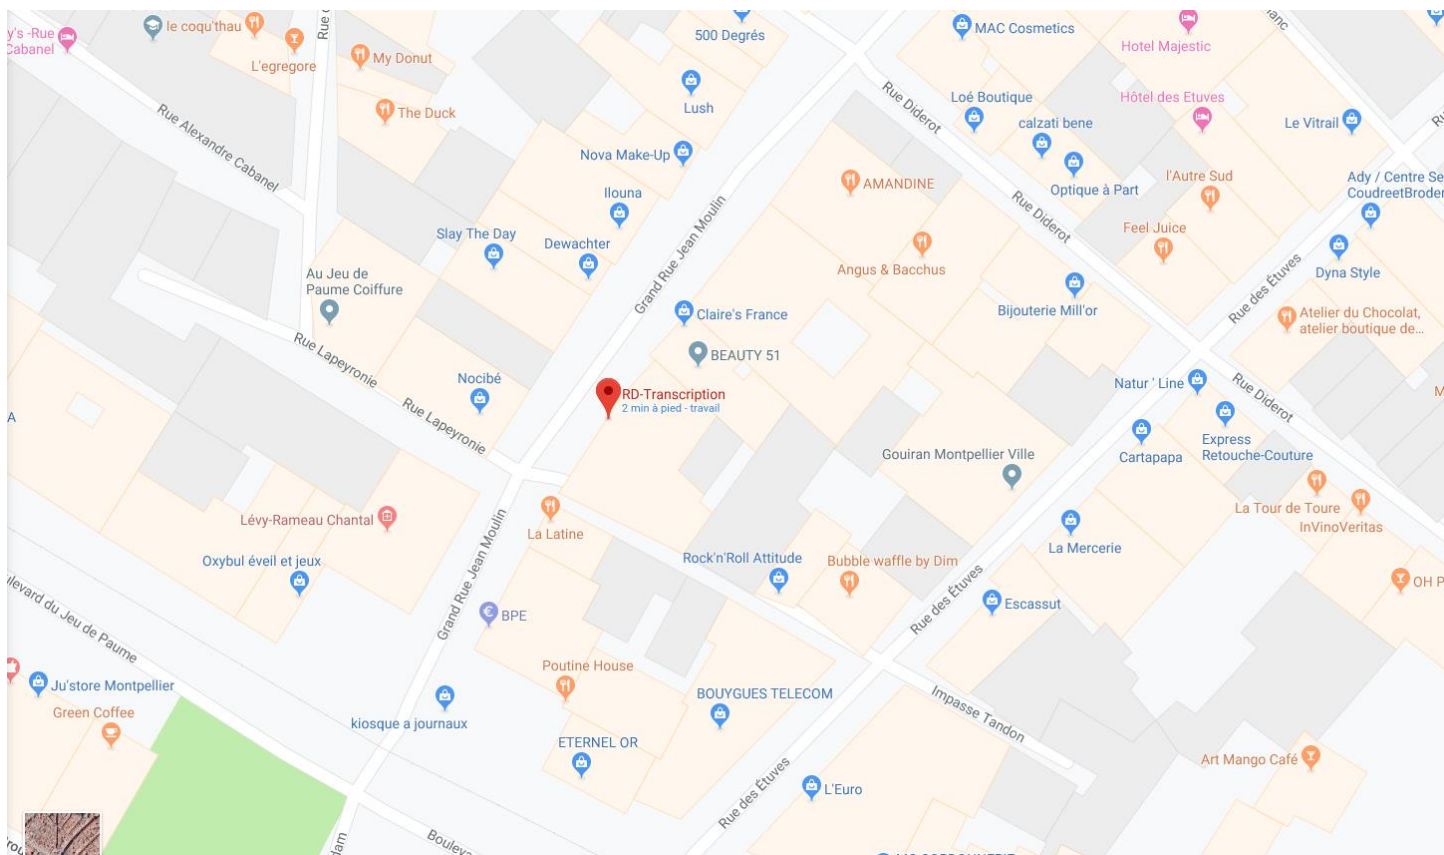 le coqu'thau
y's -Rue
Cabanel
L'egregore
My Donut
The Duck
500 Degrés
MAC Cosmetics
Hotel Majestic
Lush
Rue Diderot
Loé Boutique
Hôtel des Etuves
calzati bene
Le Vitrail
Rue Alexandre Cabanel
Nova Make-Up
Optique à Part
l'Autre Sud
Ady / Centre Se
CoudreetBroder
AMANDINE
Ilouna
Rue Diderot
Feel Juice
Slay The Day
Dewachter
Grand Rue Jean Moulin
Angus & Bacchus
Dyna Style
Au Jeu de
Paume Coiffure
Rue des Étuves
Claire's France
Bijouterie Mill'or
Atelier du Chocolat,
atelier boutique de...
BEAUTY 51
Rue Lapeyronie
Nocibé
RD-Transcription
2 min à pied - travail
Natur ' Line
Rue Diderot
M
A
Rue Lapeyronie
Express
Retouche-Couture
Cartapapa
Gouiran Montpellier Ville
La Tour de Toure
InVinoVeritas
Lévy-Rameau Chantal
La Latine
La Mercerie
Grand Rue Jean Moulin
Oxybul éveil et jeux
Rock'n'Roll Attitude
Bubble waffle by Dim
OH P
ulevard du Jeu de Paume
Rue des Étuves
Escassut
BPE
Poutine House
Ju'store Montpellier
BOUYGUES TELECOM
Impasse Tandon
Green Coffee
kiosque a journaux
ETERNEL OR
Art Mango Café
L'Euro
Rue des Étuves
dam
Bouleva